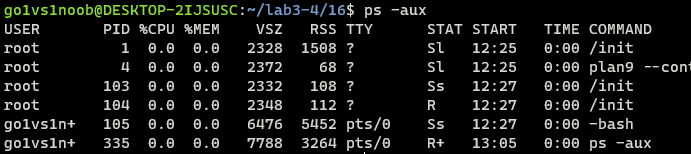 go1vs1noob@DESKTOP-2IJSUSC:~/lab3-4/16$ ps -aux
USER PID %CPU %MEM VSZ RSS TTY STAT START TIME COMMAND
root 1 0.0 0.0 2328 1508 ? Sl 12:25 0:00 /init
root 4 0.0 0.0 2372 68 ? Sl 12:25 0:00 plan9 --cont
root 103 0.0 0.0 2332 108 ? Ss 12:27 0:00 /init
root 104 0.0 0.0 2348 112 ? R 12:27 0:00 /init
go1vs1n+ 105 0.0 0.0 6476 5452 pts/0 Ss 12:27 0:00 -bash
go1vs1n+ 335 0.0 0.0 7788 3264 pts/0 R+ 13:05 0:00 ps -aux